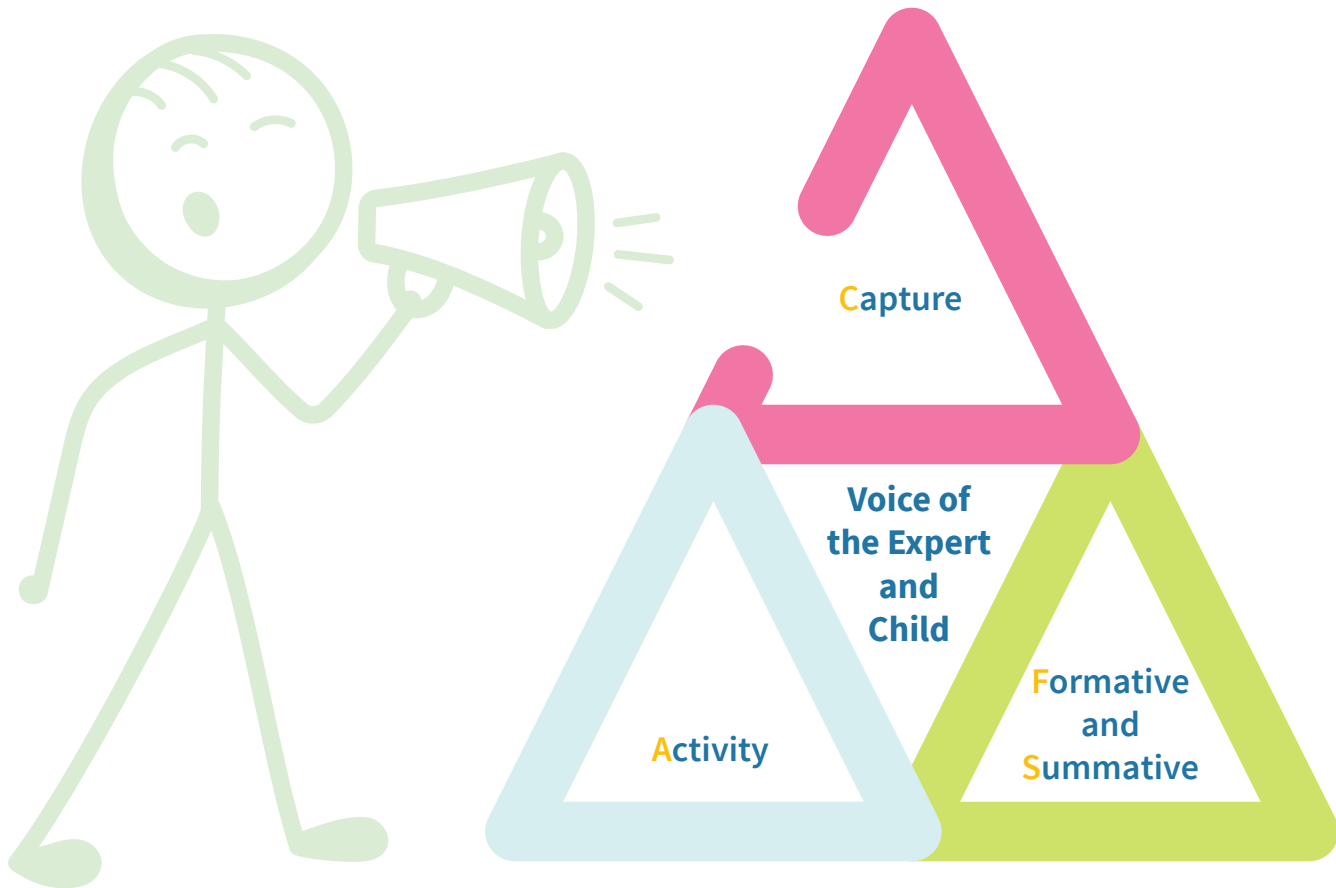 Capture
Voice of
the Expert
and
Child
Formative
and
Summative
Activity